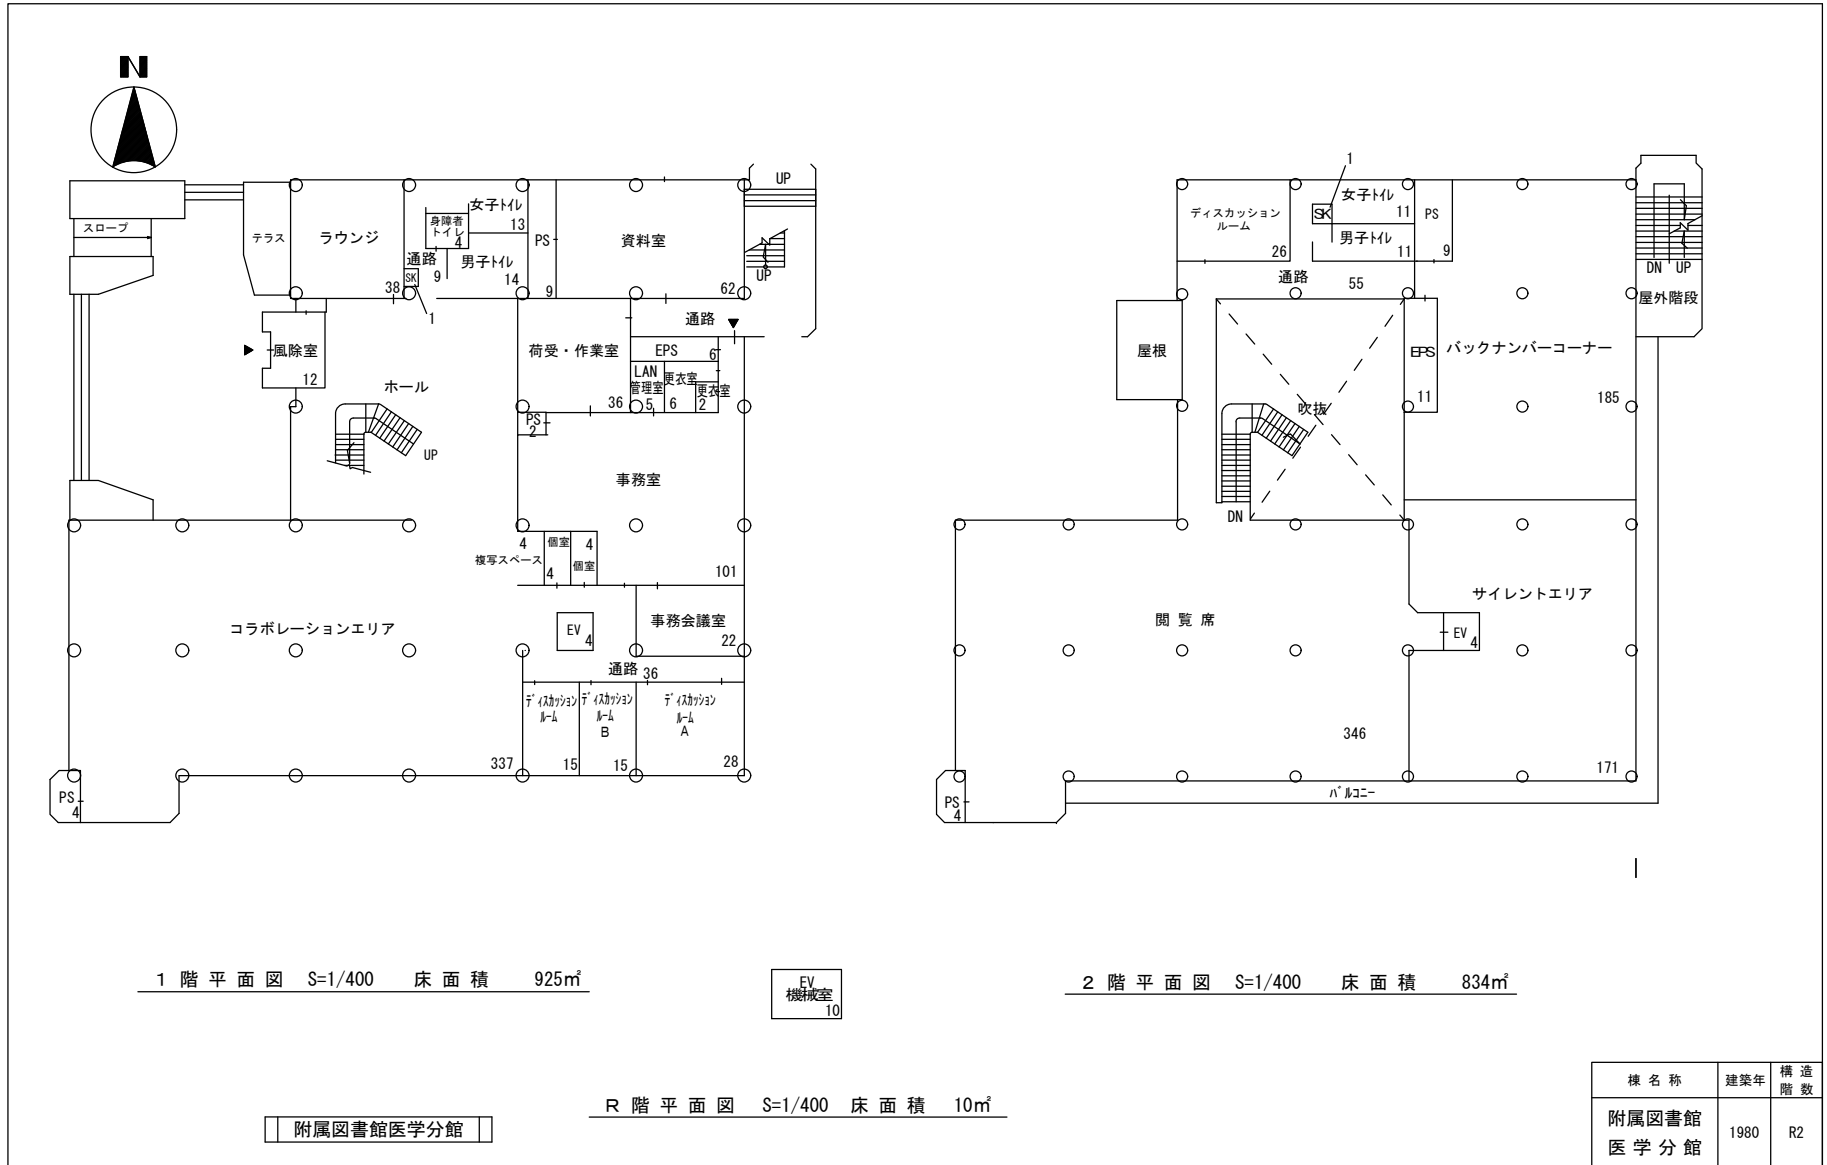 N
スロープ
テラス
ラウンジ
38
女子ﾄｲﾚ
13
身障者
トイレ
4
通路
9
男子ﾄｲﾚ
14
SK
1
PS
9
資料室
62
UP
UP
通路
風除室
12
ホール
UP
荷受・作業室
36
EPS
6
LAN
管理室
5
更衣室
6
更衣室
2
PS
2
事務室
101
4
複写スペース
個室
4
4
個室
コラボレーションエリア
337
EV
4
事務会議室
22
通路
36
ﾃﾞｨｽｶｯｼｮﾝ
ﾙｰﾑ
15
ﾃﾞｨｽｶｯｼｮﾝ
ﾙｰﾑ
B
15
ﾃﾞｨｽｶｯｼｮﾝ
ﾙｰﾑ
A
28
PS
4
1階平面図 S=1/400 床面積 925㎡
1
ディスカッション
ルーム
26
女子ﾄｲﾚ
11
SK
男子ﾄｲﾚ
11
PS
9
通路
55
DN UP
屋外階段
屋根
EPS
11
バックナンバーコーナー
185
吹抜
DN
閲覧席
346
サイレントエリア
171
EV
4
ﾊﾞﾙｺﾆｰ
PS
4
2階平面図 S=1/400 床面積 834㎡
EV
機械室
10
R階平面図 S=1/400 床面積 10㎡
附属図書館医学分館
棟名称 建築年 構造
階数
附属図書館
医学分館 1980 R2